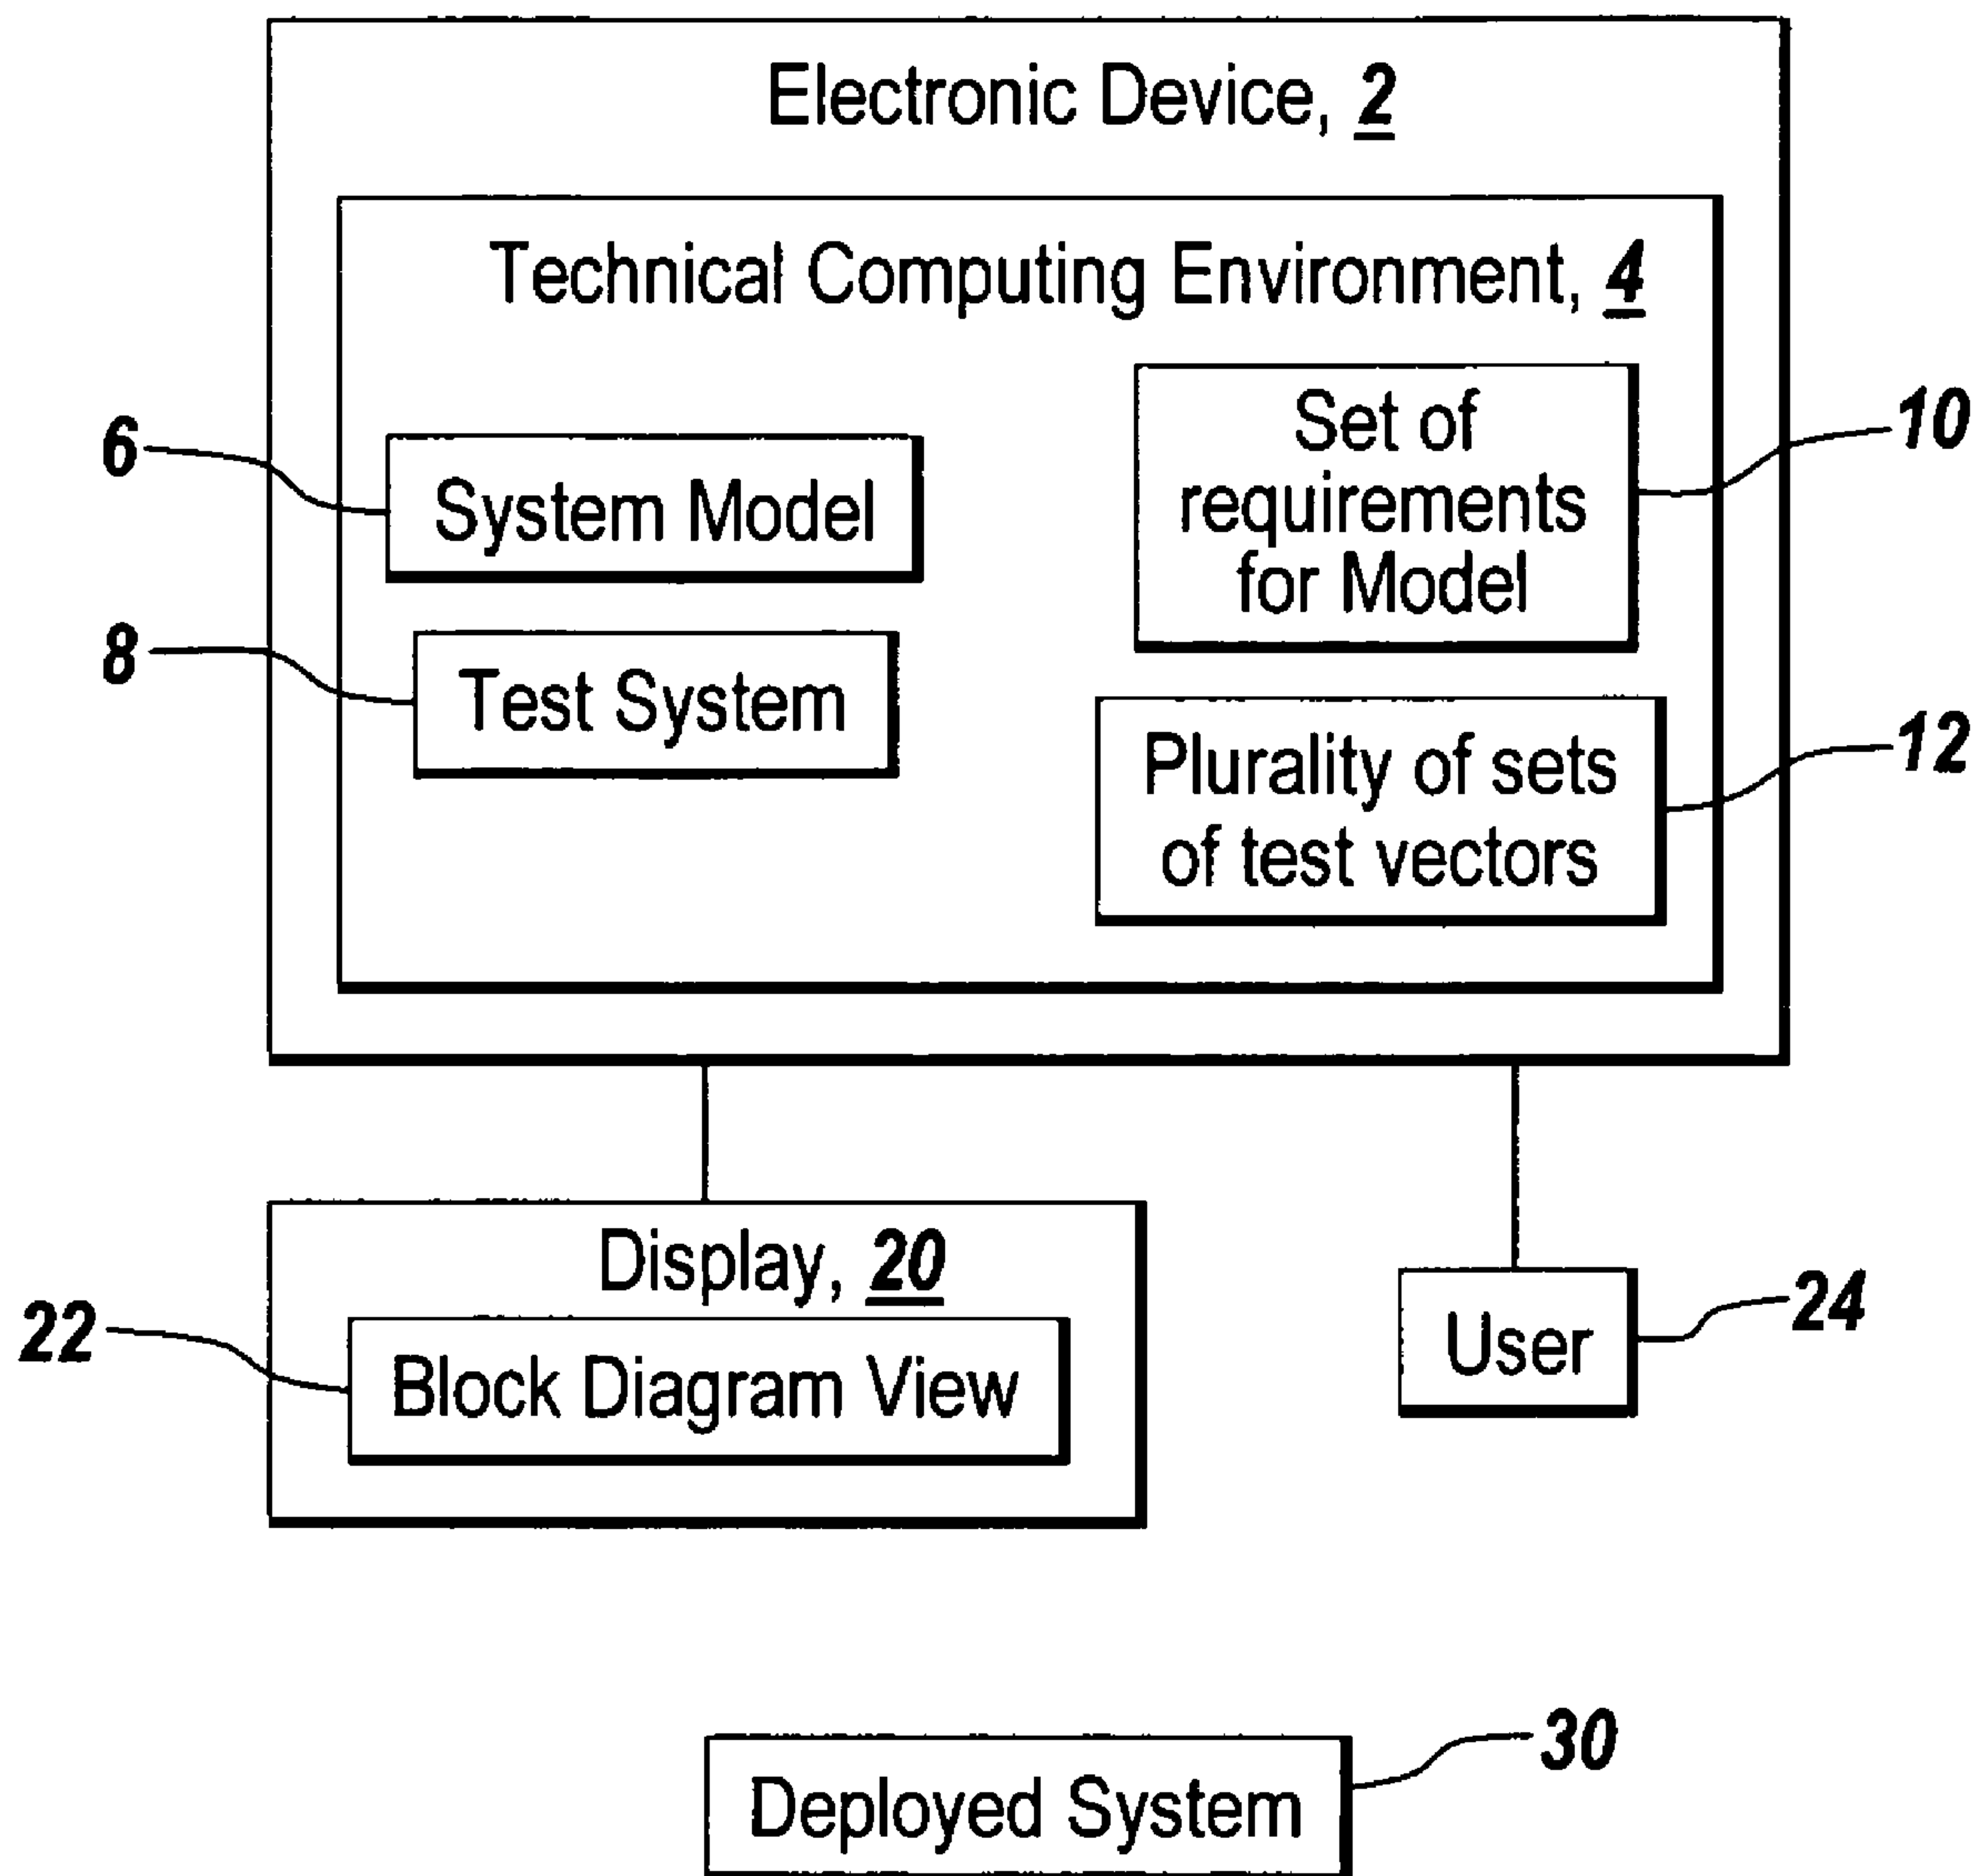 Electronic Device, 2
Technical Computing Environment, 4
6
System Model
Set of
requirements
for Model
10
8
Test System
Plurality of sets
of test vectors
12
Display, 20
22
Block Diagram View
User
24
Deployed System
30